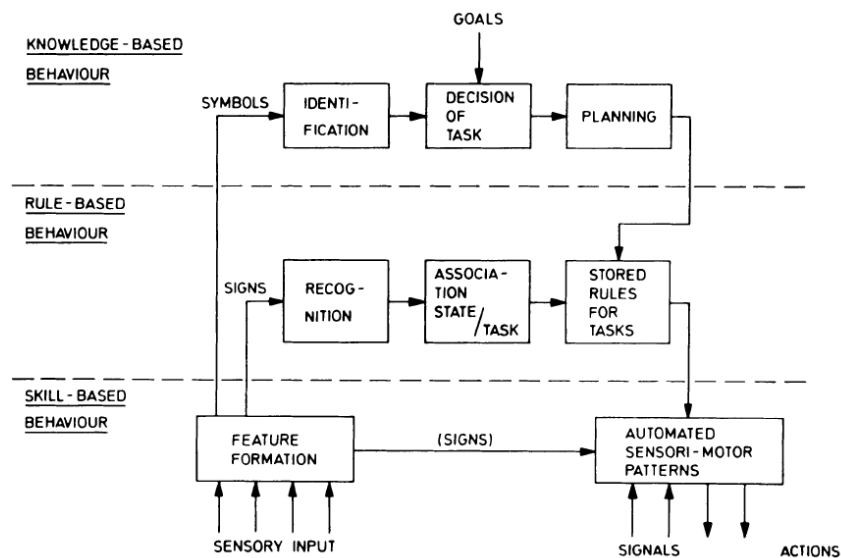 GOALS
KNOWLEDGE-BASED
BEHAVIOUR
SYMBOLS
IDENTI-
FICATION
DECISION
OF
TASK
PLANNING
RULE-BASED
BEHAVIOUR
SIGNS
RECOG-
NITION
ASSOCIA-
TION
STATE
/TASK
STORED
RULES
FOR
TASKS
SKILL-BASED
BEHAVIOUR
FEATURE
FORMATION
(SIGNS)
AUTOMATED
SENSORI-MOTOR
PATTERNS
SENSORY INPUT
SIGNALS
ACTIONS